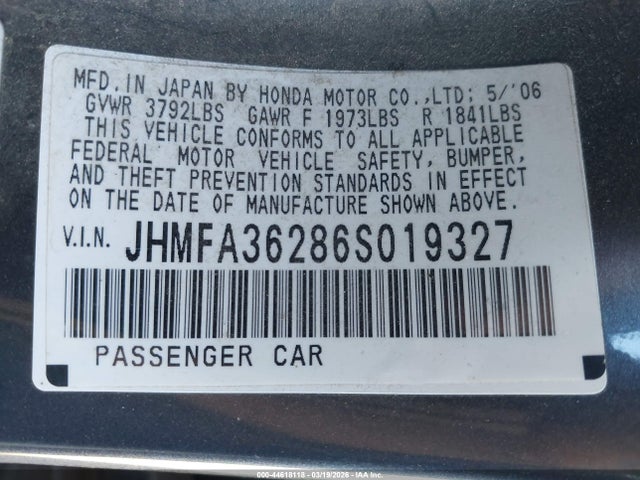 MFD. IN JAPAN BY HONDA MOTOR CO.,LTD; 5/'06
GVWR 3792LBS GAWR F 1973LBS R 1841LBS
THIS VEHICLE CONFORMS TO ALL APPLICABLE
FEDERAL MOTOR VEHICLE SAFETY, BUMPER,
AND THEFT PREVENTION STANDARDS IN EFFECT
ON THE DATE OF MANUFACTURE SHOWN ABOVE.
V.I.N. JHMFA36286S019327
PASSENGER CAR
000-44618118 - 03/19/2026 - IAA Inc.